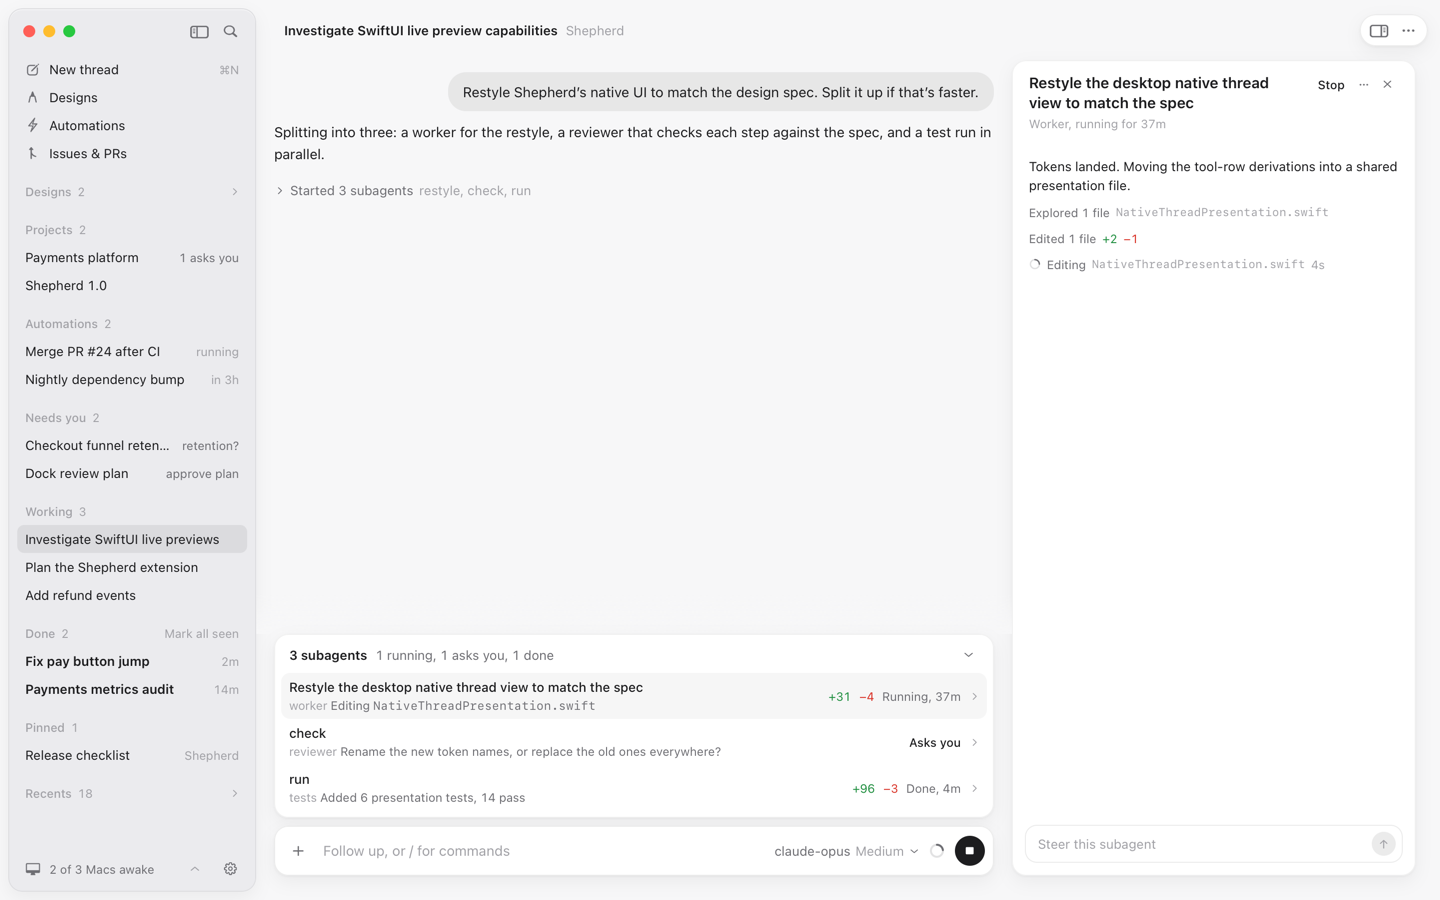 New thread ⌘N
Designs
Automations
Issues & PRs
Designs 2
Projects 2
Payments platform 1 asks you
Shepherd 1.0
Automations 2
Merge PR #24 after CI running
Nightly dependency bump in 3h
Needs you 2
Checkout funnel reten... retention?
Dock review plan approve plan
Working 3
Investigate SwiftUI live previews
Plan the Shepherd extension
Add refund events
Done 2 Mark all seen
Fix pay button jump 2m
Payments metrics audit 14m
Pinned 1
Release checklist Shepherd
Recents 18
2 of 3 Macs awake
Investigate SwiftUI live preview capabilities Shepherd
Restyle Shepherd’s native UI to match the design spec. Split it up if that’s faster.
Splitting into three: a worker for the restyle, a reviewer that checks each step against the spec, and a test run in
parallel.
Started 3 subagents restyle, check, run
3 subagents 1 running, 1 asks you, 1 done
Restyle the desktop native thread view to match the spec
worker Editing NativeThreadPresentation.swift
+31 −4 Running, 37m
check
reviewer Rename the new token names, or replace the old ones everywhere?
Asks you
run
tests Added 6 presentation tests, 14 pass
+96 −3 Done, 4m
Follow up, or / for commands
claude-opus Medium
Restyle the desktop native thread
view to match the spec
Stop
Worker, running for 37m
Tokens landed. Moving the tool-row derivations into a shared
presentation file.
Explored 1 file NativeThreadPresentation.swift
Edited 1 file +2 −1
Editing NativeThreadPresentation.swift 4s
Steer this subagent